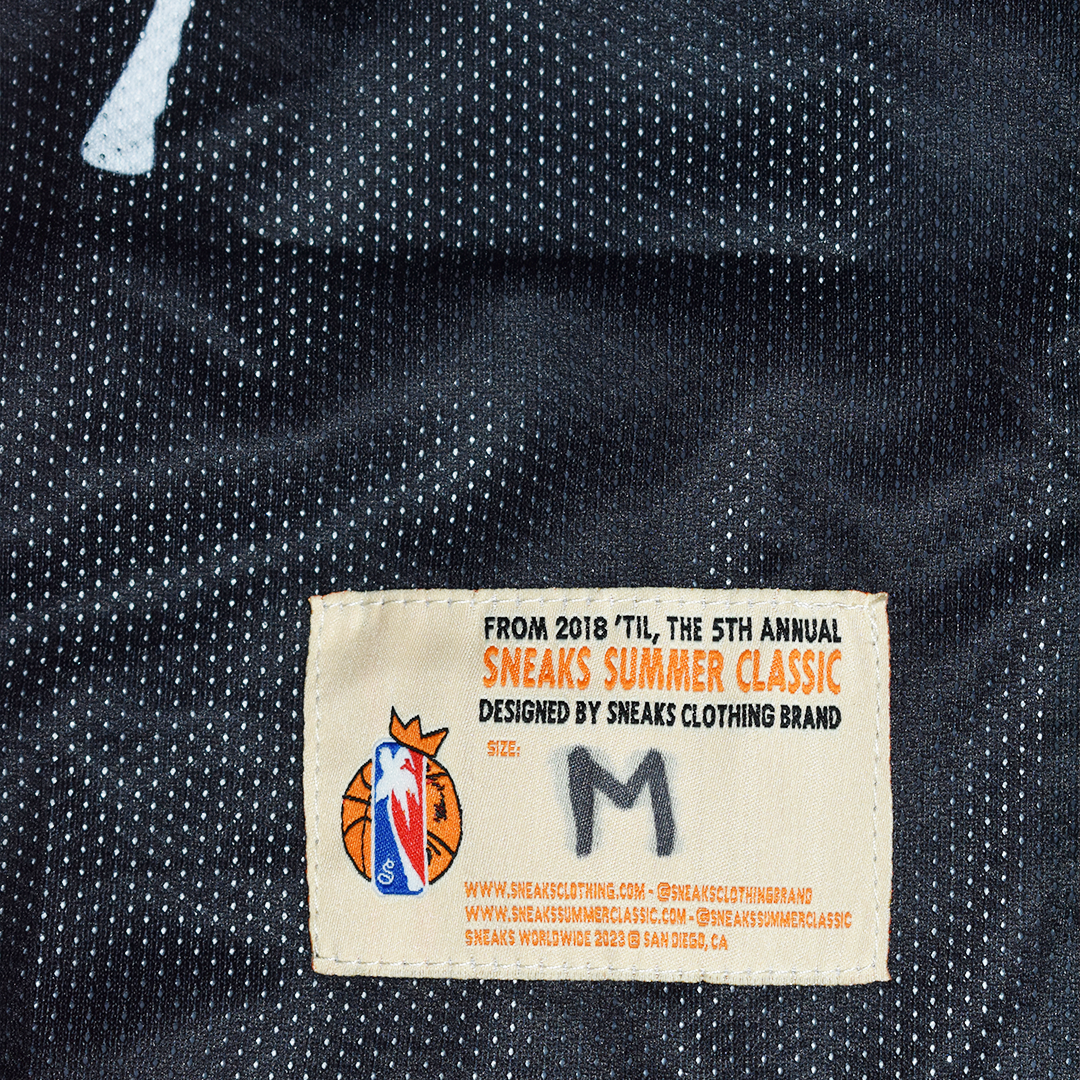 FROM 2018 'TIL, THE 5TH ANNUAL
SNEAKS SUMMER CLASSIC
DESIGNED BY SNEAKS CLOTHING BRAND
SIZE:
M
WWW.SNEAKSCLOTHING.COM - @SNEAKSCLOTHINGBRAND
WWW.SNEAKSSUMMERCLASSIC.COM - @SNEAKSSUMMERCLASSIC
SNEAKS WORLDWIDE 2023 © SAN DIEGO, CA